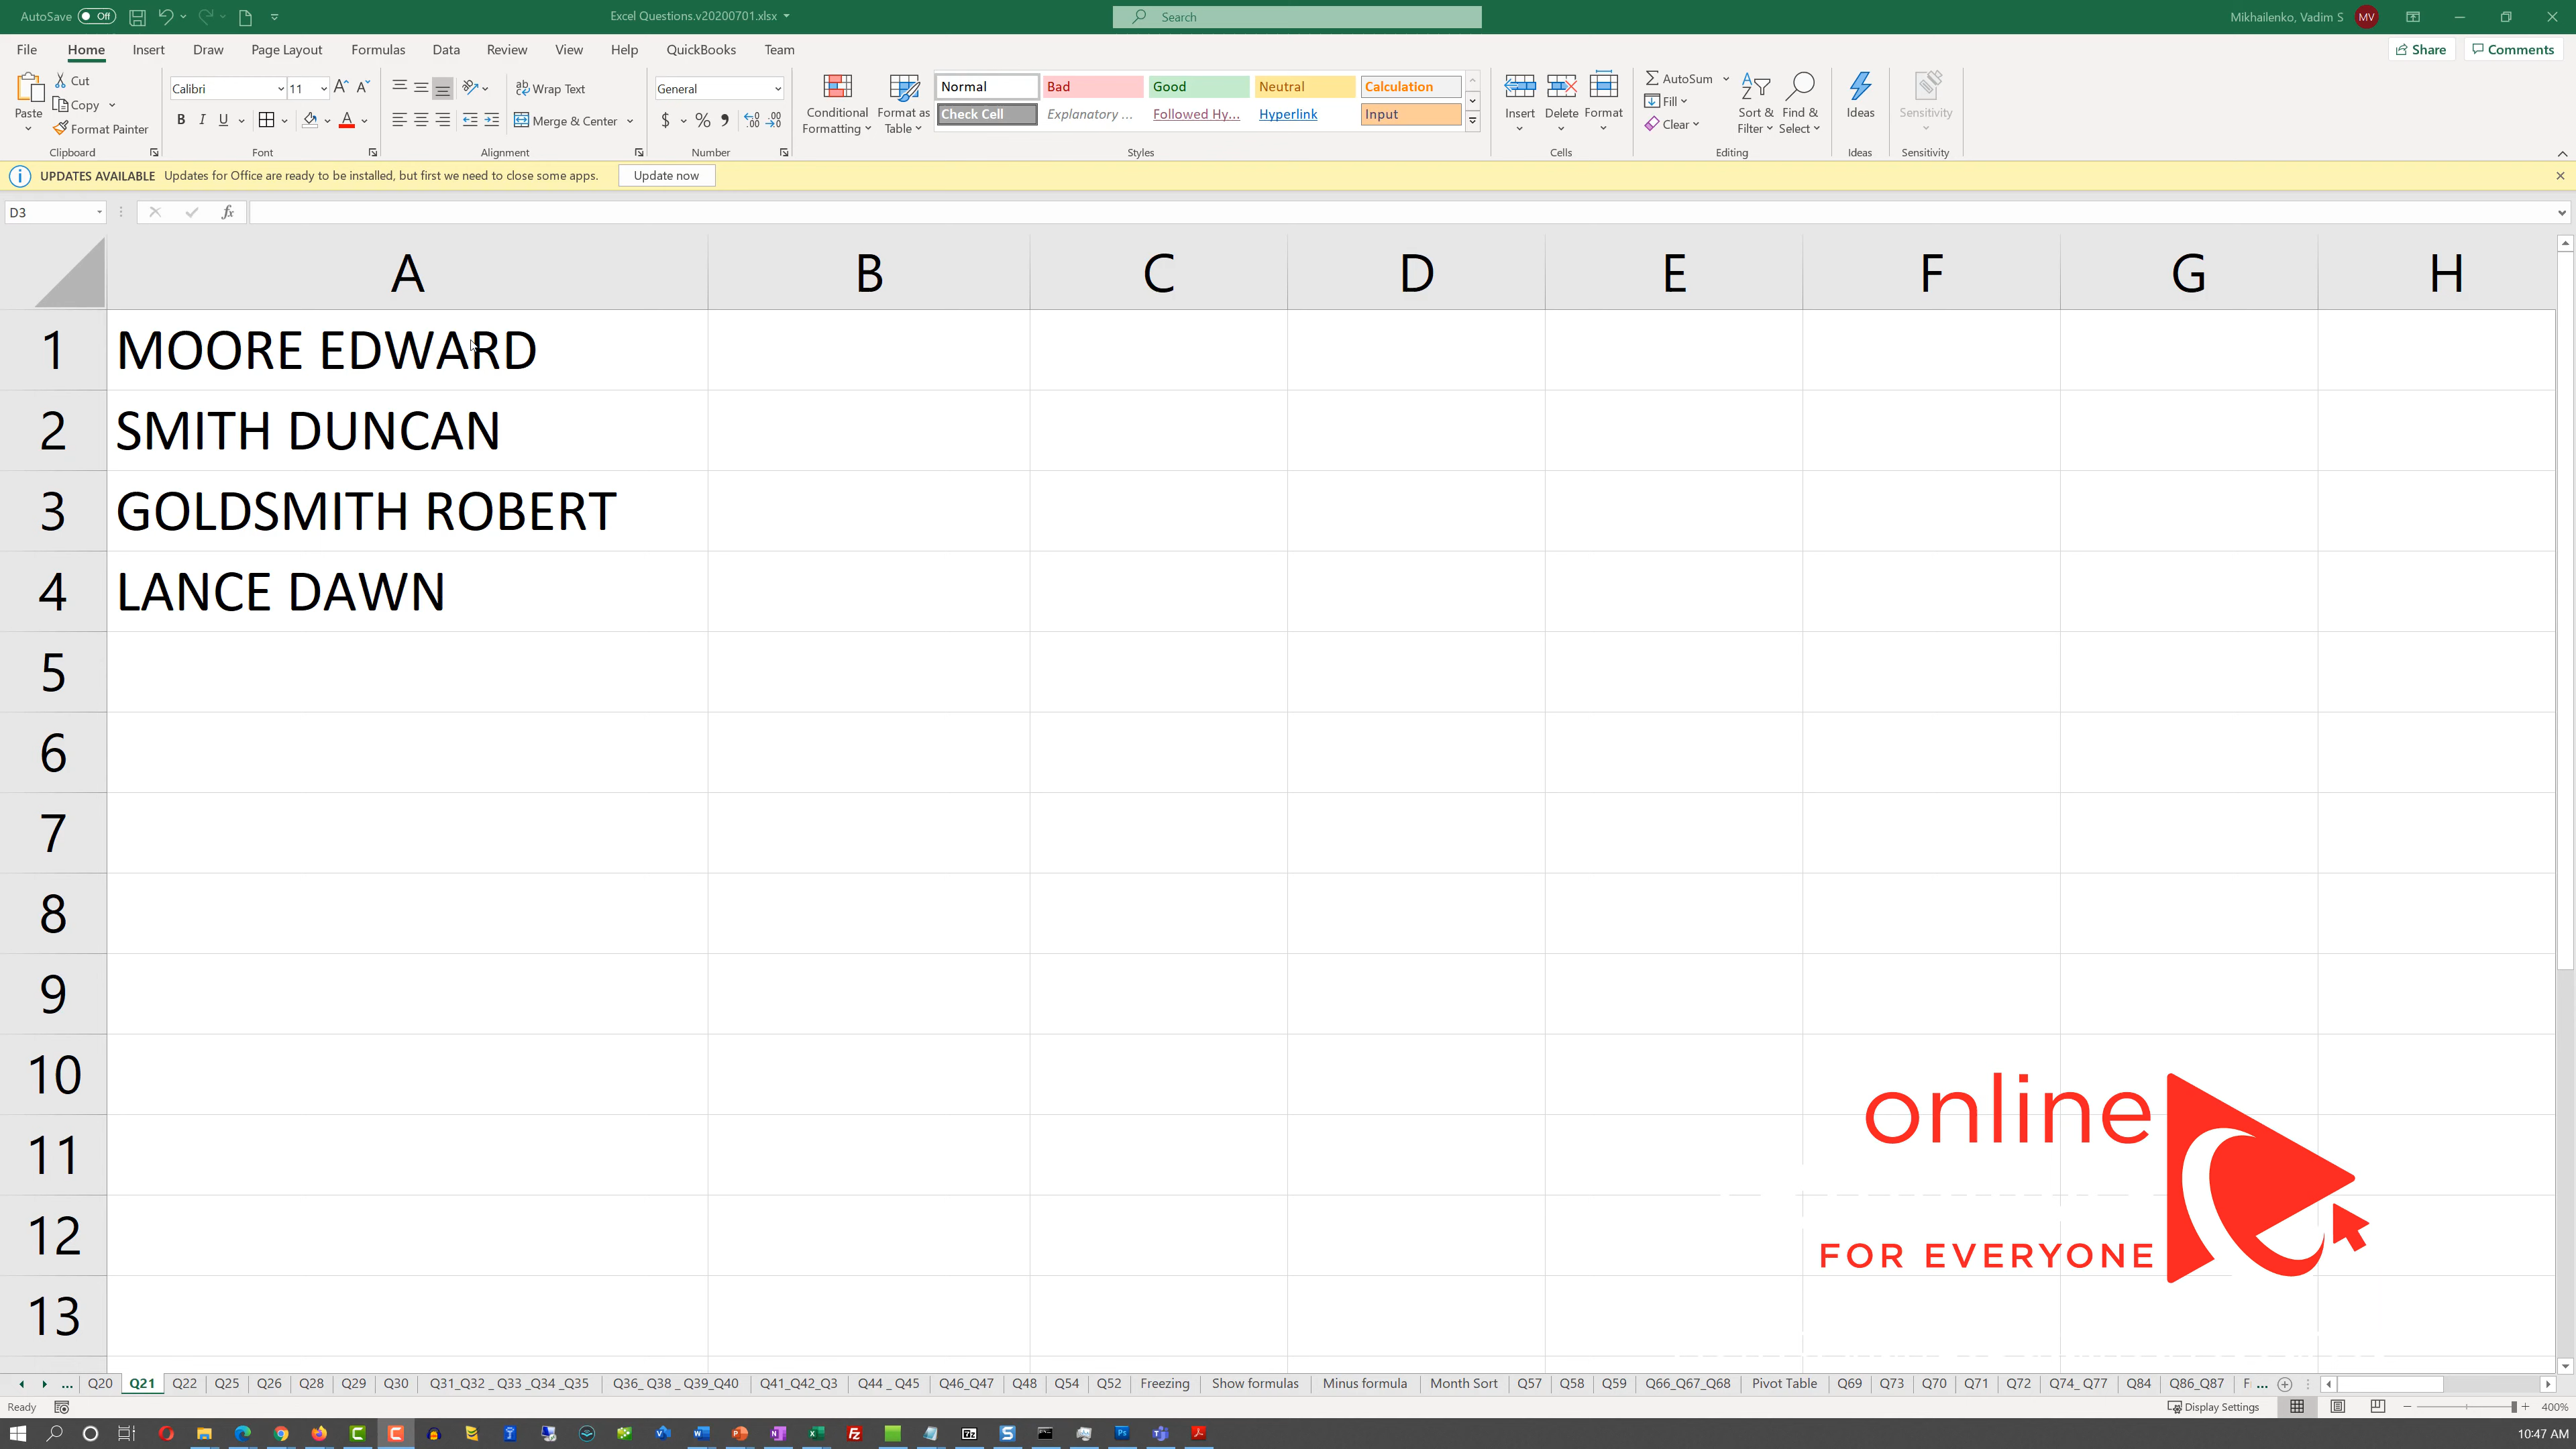 AutoSave Off Excel Questions.v20200701.xlsx Search Mikhailenko, Vadim S MV
File Home Insert Draw Page Layout Formulas Data Review View Help QuickBooks Team Share Comments
Paste Cut Copy Format Painter
Calibri 11
B I U A
Wrap Text
Merge & Center
General
$ %
Conditional Formatting
Format as Table
Normal Bad Good Neutral Calculation
Check Cell Explanatory ... Followed Hy... Hyperlink Input
Insert Delete Format
AutoSum
Fill
Clear
Sort & Filter
Find & Select
Ideas
Sensitivity
Clipboard Font Alignment Number Styles Cells Editing Ideas Sensitivity
UPDATES AVAILABLE Updates for Office are ready to be installed, but first we need to close some apps. Update now
D3 fx
A B C D E F G H
1 MOORE EDWARD
2 SMITH DUNCAN
3 GOLDSMITH ROBERT
4 LANCE DAWN
5
6
7
8
9
10
11
12
13
online
FOR EVERYONE
... Q20 Q21 Q22 Q25 Q26 Q28 Q29 Q30 Q31_Q32 _ Q33 _Q34 _Q35 Q36_ Q38 _ Q39_Q40 Q41_Q42_Q3 Q44 _ Q45 Q46_Q47 Q48 Q54 Q52 Freezing Show formulas Minus formula Month Sort Q57 Q58 Q59 Q66_Q67_Q68 Pivot Table Q69 Q73 Q70 Q71 Q72 Q74_ Q77 Q84 Q86_Q87 F ...
Ready Display Settings 400%
10:47 AM